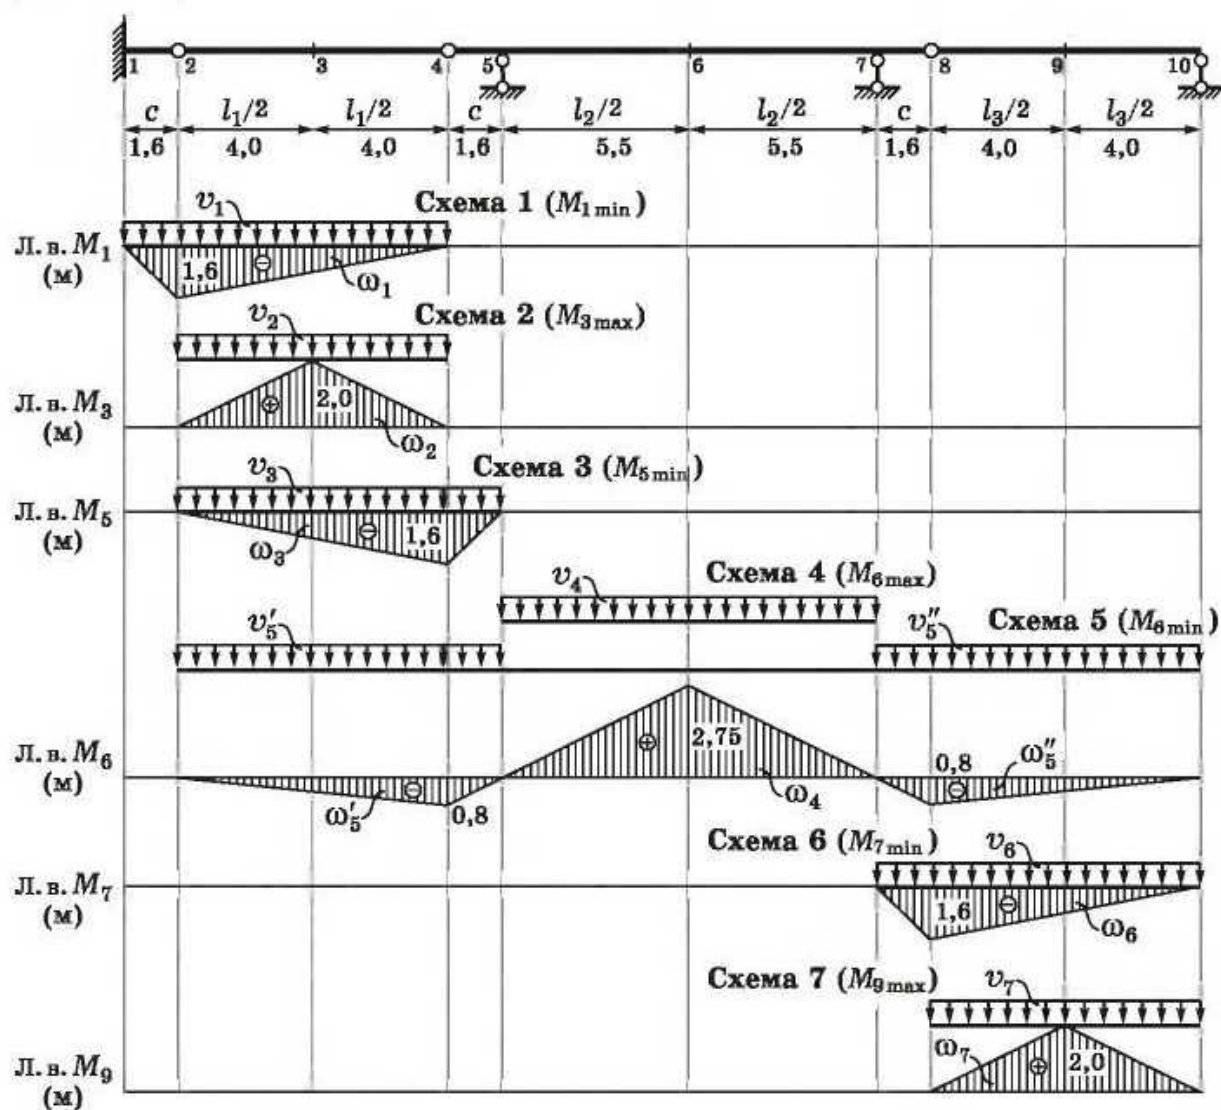 1 2 3 4 5 6 7 8 9 10
c l₁/2 l₁/2 c l₂/2 l₂/2 c l₃/2 l₃/2
1,6 4,0 4,0 1,6 5,5 5,5 1,6 4,0 4,0
v₁ Схема 1 (M₁ min)
Л. в. M₁
(м)
1,6 ⊖ ω₁
v₂ Схема 2 (M₃ max)
Л. в. M₃
(м)
⊕ 2,0 ω₂
v₃ Схема 3 (M₅ min)
Л. в. M₅
(м)
ω₃ ⊖ 1,6
v₄ Схема 4 (M₆ max)
v₅′ v₅″ Схема 5 (M₆ min)
Л. в. M₆
(м)
ω₅′ ⊖ 0,8 ⊕ 2,75 ω₄ 0,8 ⊖ ω₅″
Схема 6 (M₇ min) v₆
Л. в. M₇
(м)
1,6 ⊖ ω₆
Схема 7 (M₉ max) v₇
Л. в. M₉
(м)
ω₇ ⊕ 2,0